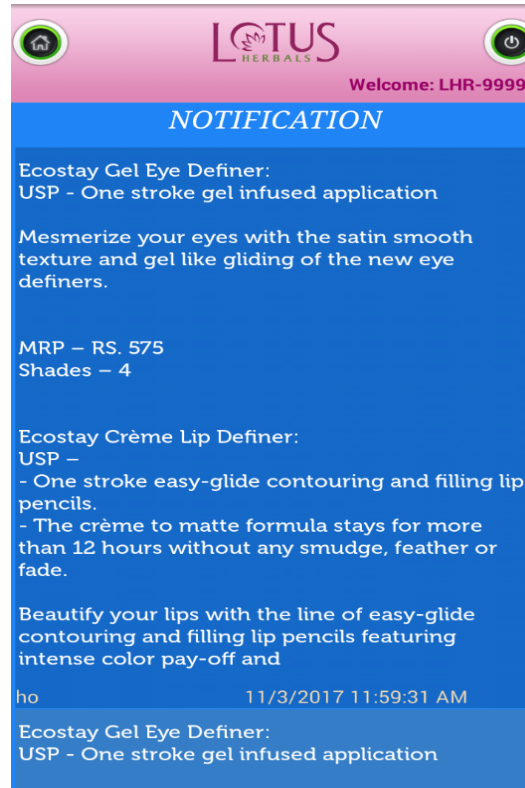 LOTUS
HERBALS
Welcome: LHR-9999
NOTIFICATION
Ecostay Gel Eye Definer:
USP - One stroke gel infused application
Mesmerize your eyes with the satin smooth
texture and gel like gliding of the new eye
definers.
MRP – RS. 575
Shades – 4
Ecostay Crème Lip Definer:
USP –
- One stroke easy-glide contouring and filling lip
pencils.
- The crème to matte formula stays for more
than 12 hours without any smudge, feather or
fade.
Beautify your lips with the line of easy-glide
contouring and filling lip pencils featuring
intense color pay-off and
ho 11/3/2017 11:59:31 AM
Ecostay Gel Eye Definer:
USP - One stroke gel infused application